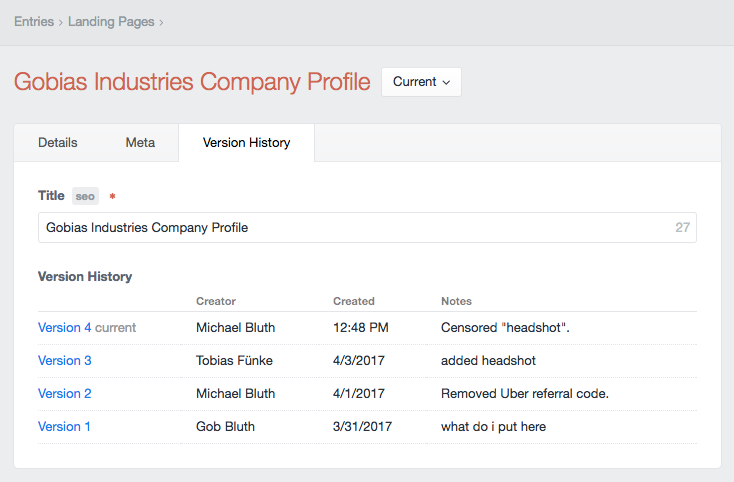 Entries › Landing Pages ›
Gobias Industries Company Profile Current
Details Meta Version History
Title seo *
Gobias Industries Company Profile 27
Version History
Creator Created Notes
Version 4 current Michael Bluth 12:48 PM Censored "headshot".
Version 3 Tobias Fünke 4/3/2017 added headshot
Version 2 Michael Bluth 4/1/2017 Removed Uber referral code.
Version 1 Gob Bluth 3/31/2017 what do i put here